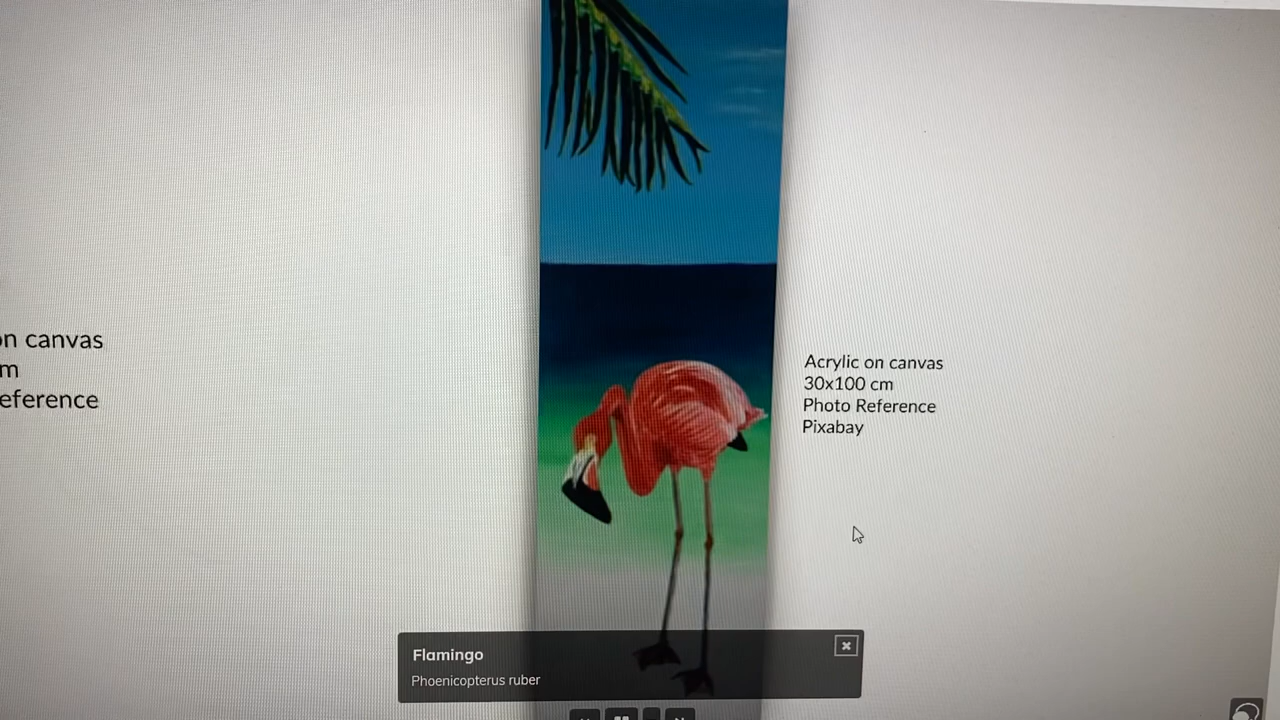 on canvas
m
eference
Acrylic on canvas
30x100 cm
Photo Reference
Pixabay
Flamingo
Phoenicopterus ruber